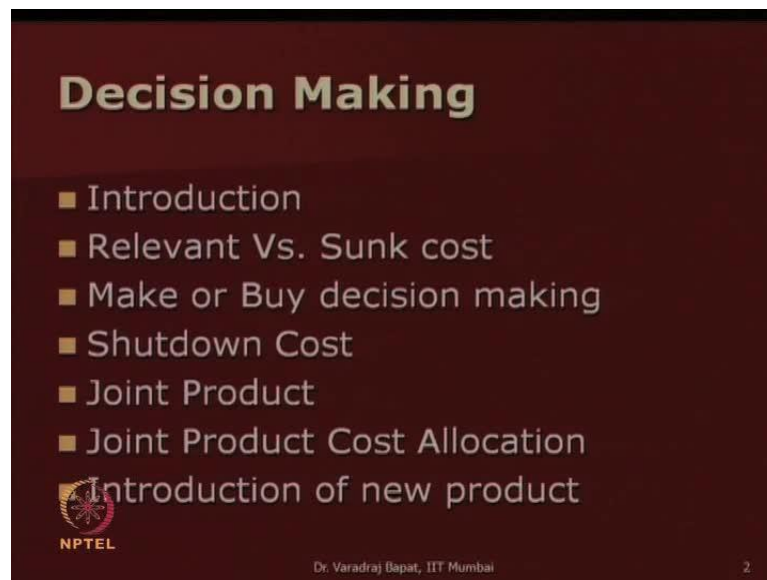 Decision Making
Introduction
Relevant Vs. Sunk cost
Make or Buy decision making
Shutdown Cost
Joint Product
Joint Product Cost Allocation
Introduction of new product
NPTEL
Dr. Varadraj Bapat, IIT Mumbai 2